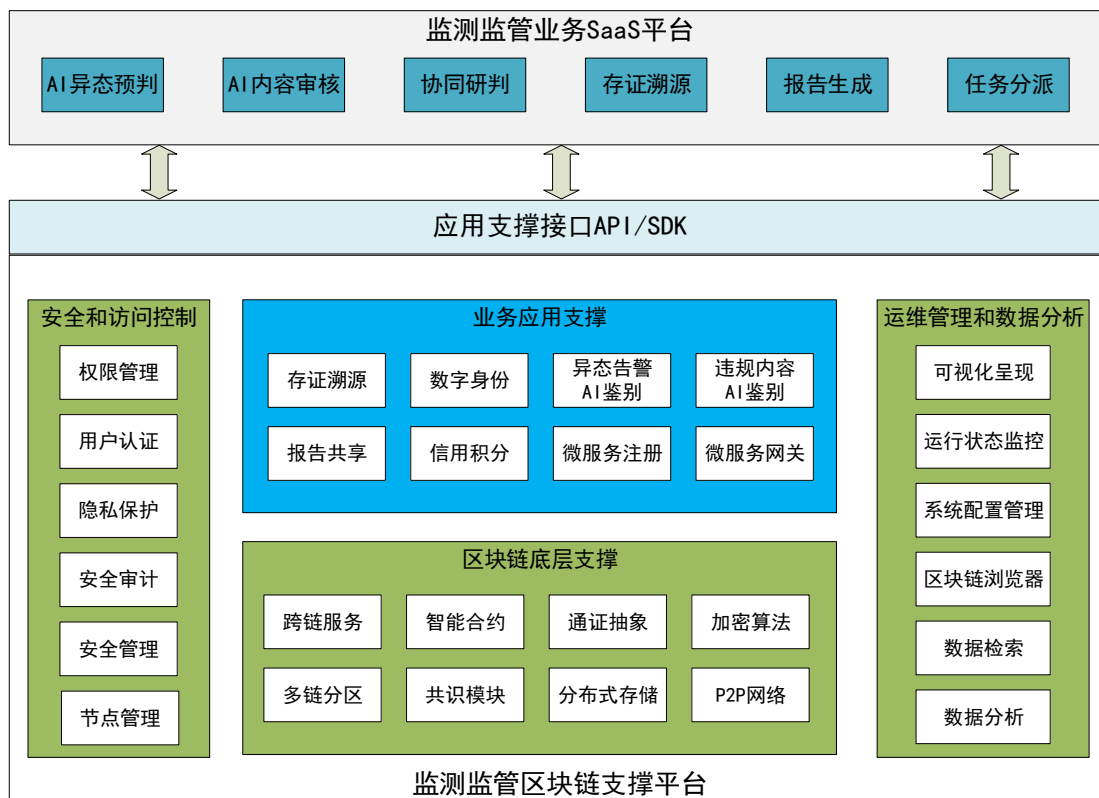 监测监管业务SaaS平台
AI异态预判
AI内容审核
协同研判
存证溯源
报告生成
任务分派
应用支撑接口API/SDK
安全和访问控制
权限管理
用户认证
隐私保护
安全审计
安全管理
节点管理
业务应用支撑
存证溯源
数字身份
异态告警
AI鉴别
违规内容
AI鉴别
报告共享
信用积分
微服务注册
微服务网关
区块链底层支撑
跨链服务
智能合约
通证抽象
加密算法
多链分区
共识模块
分布式存储
P2P网络
运维管理和数据分析
可视化呈现
运行状态监控
系统配置管理
区块链浏览器
数据检索
数据分析
监测监管区块链支撑平台